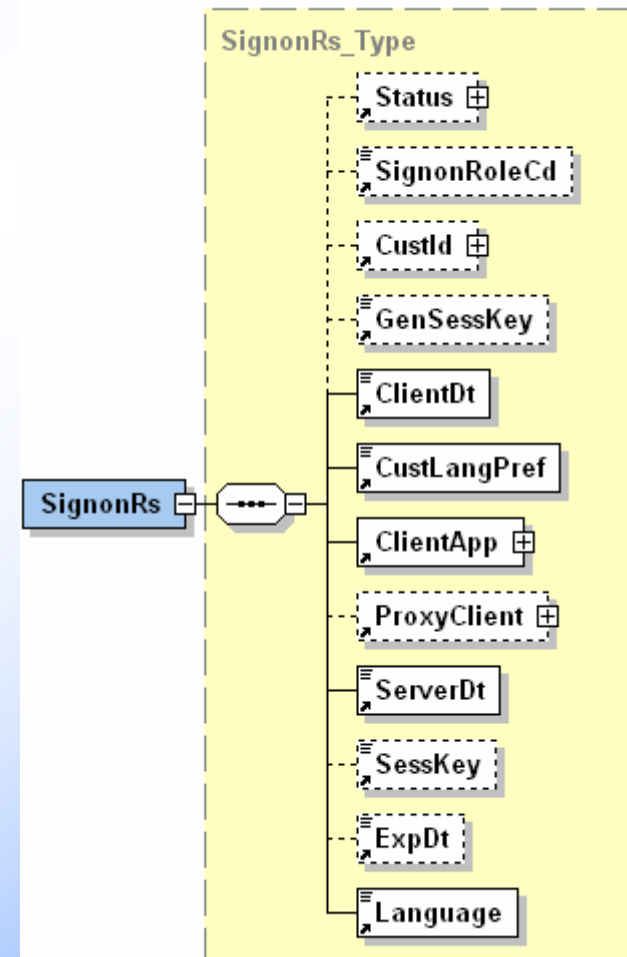 SignonRs_Type
Status
SignonRoleCd
CustId
GenSessKey
ClientDt
CustLangPref
SignonRs
ClientApp
ProxyClient
ServerDt
SessKey
ExpDt
Language